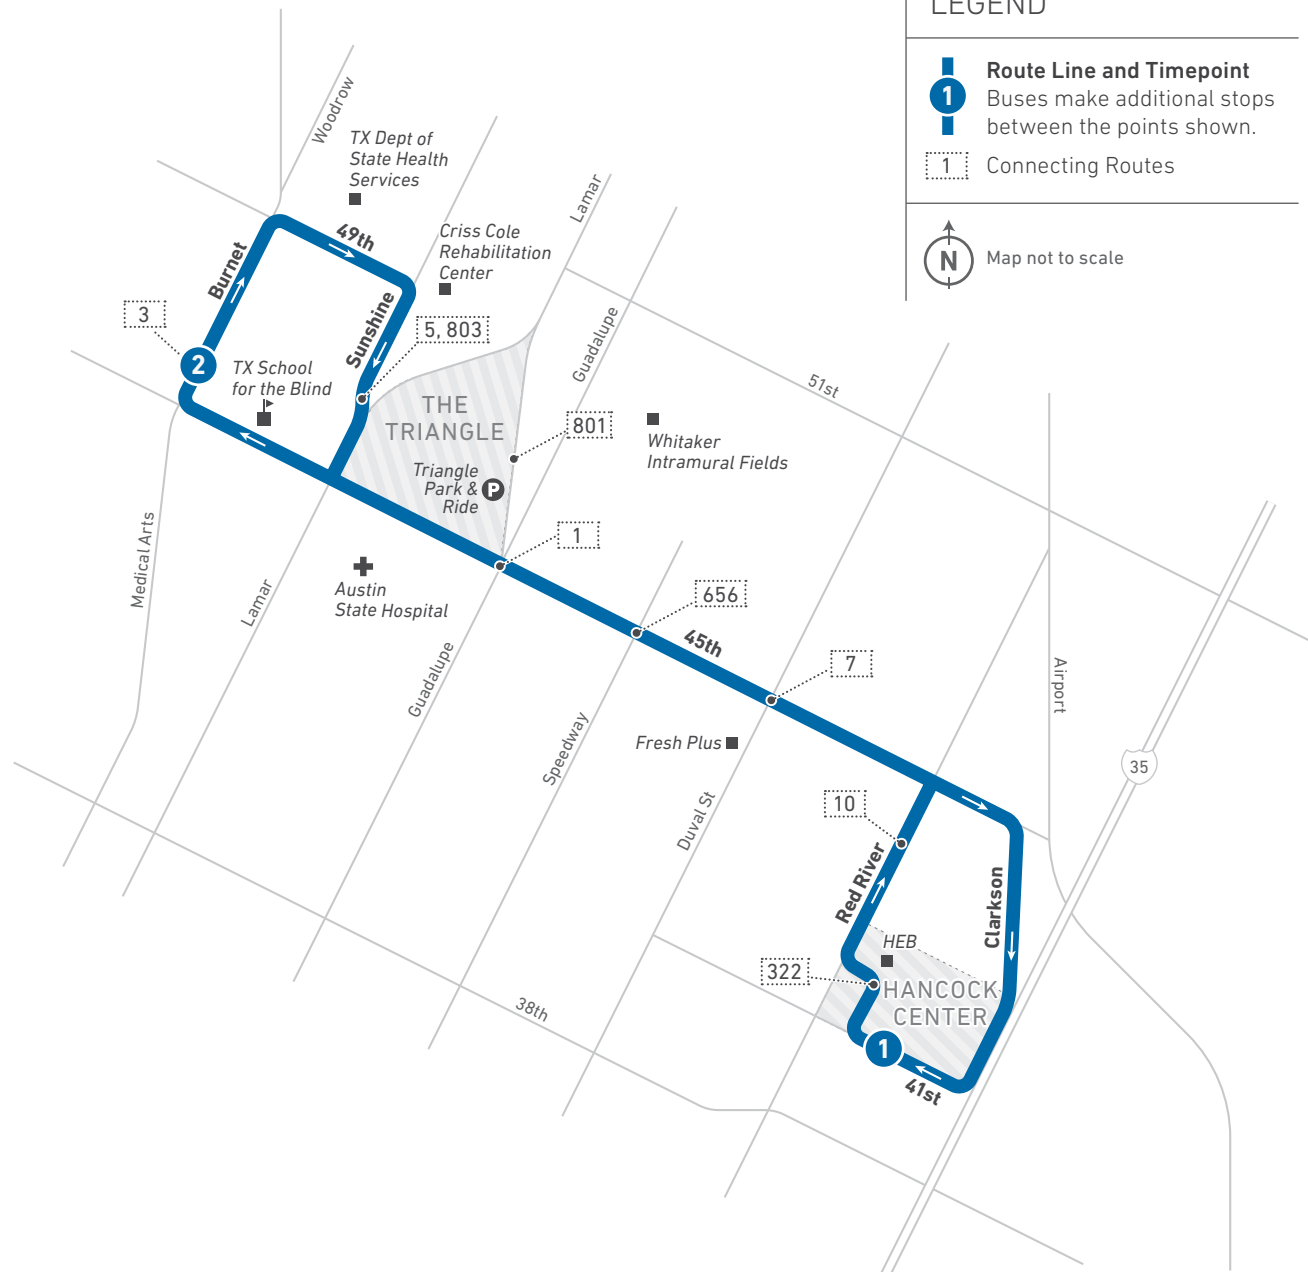 LEGEND
1
Route Line and Timepoint
Buses make additional stops
between the points shown.
1
Connecting Routes
N
Map not to scale
Woodrow
TX Dept of
State Health
Services
Lamar
49th
Criss Cole
Rehabilitation
Center
Burnet
3
Sunshine
5, 803
Guadalupe
2
TX School
for the Blind
51st
THE
TRIANGLE
801
Whitaker
Intramural Fields
Triangle
Park &
Ride
P
1
Medical Arts
Austin
State Hospital
Lamar
656
45th
Guadalupe
7
Airport
Speedway
Fresh Plus
35
Duval St
10
Red River
Clarkson
HEB
322
HANCOCK
CENTER
38th
1
41st